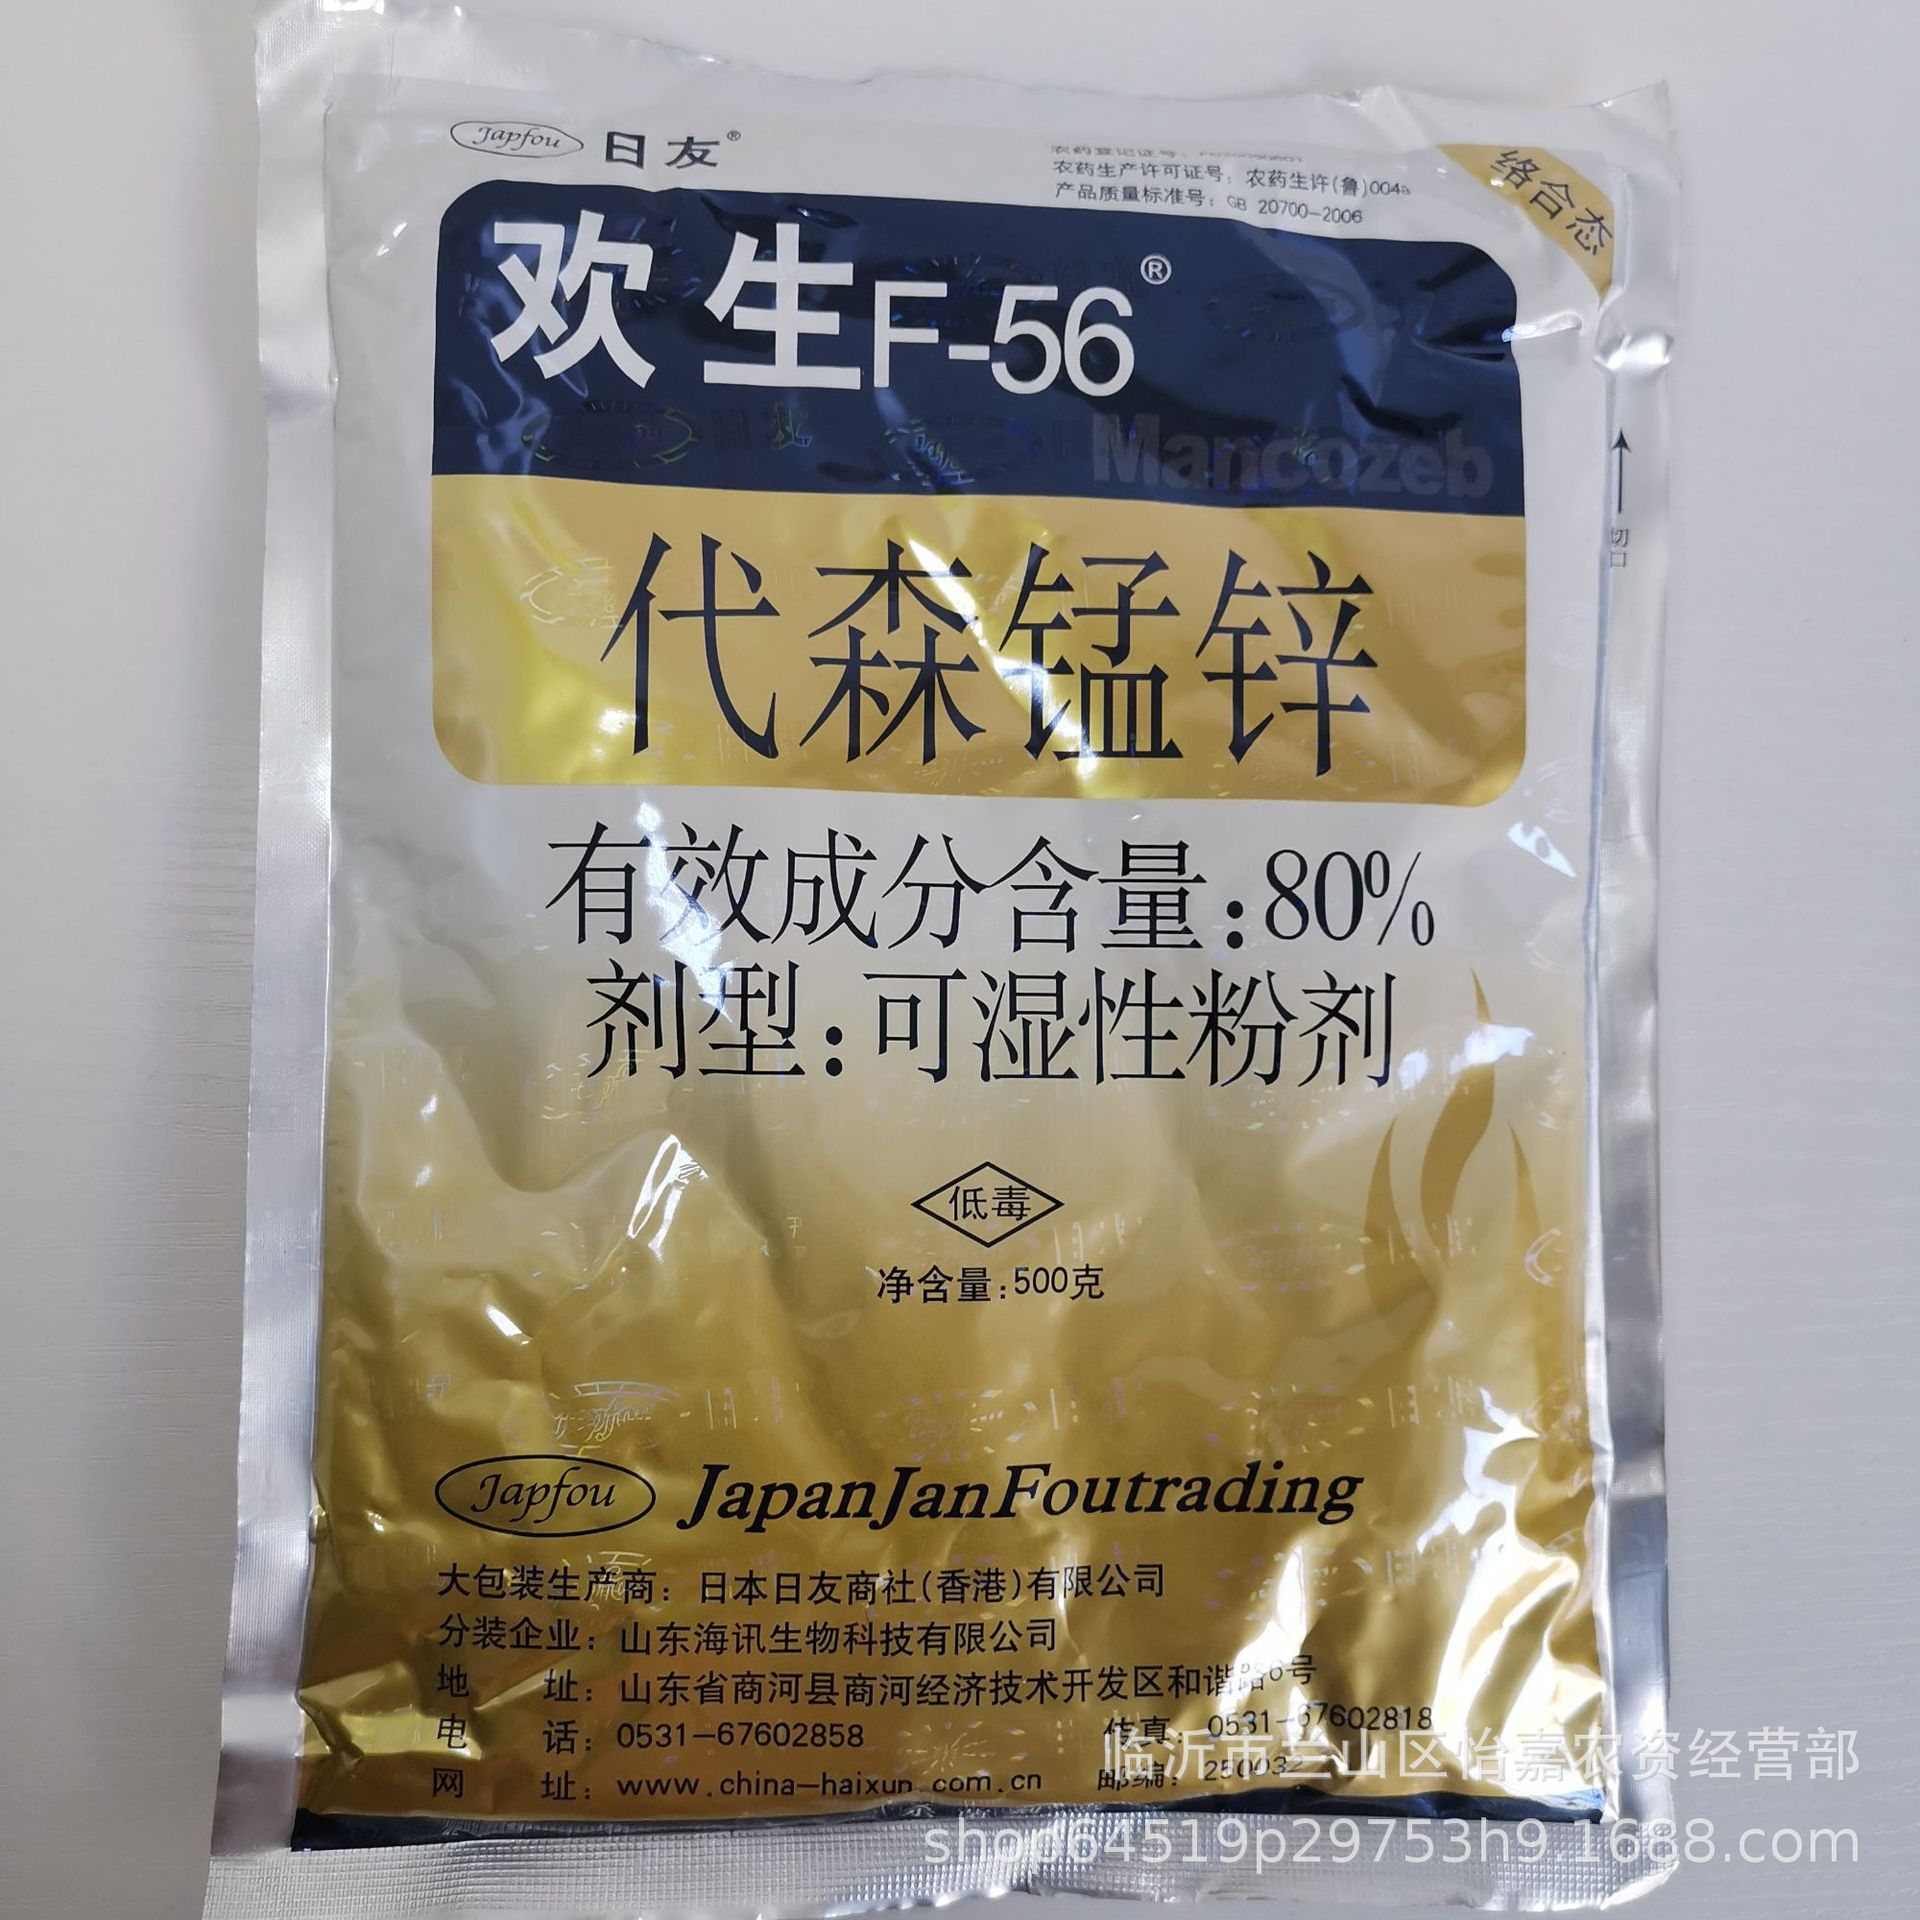 Japfou 日友®
农药生产许可证号：农药生许(鲁)0048
产品质量标准号：GB 20700-2006
络合态
欢生F-56®
Mancozeb
代森锰锌
切口
有效成分含量:80%
剂型:可湿性粉剂
低毒
净含量:500克
Japfou JapanJanFoutrading
大包装生产商：日本日友商社(香港)有限公司
分装企业：山东海讯生物科技有限公司
地 址：山东省商河县商河经济技术开发区和谐路6号
电 话：0531-67602858 传真：0531-67602818
网 址：www.china-haixun.com.cn 邮编：250032
临沂市兰山区怡嘉农资经营部
shop64519p29753h9.1688.com